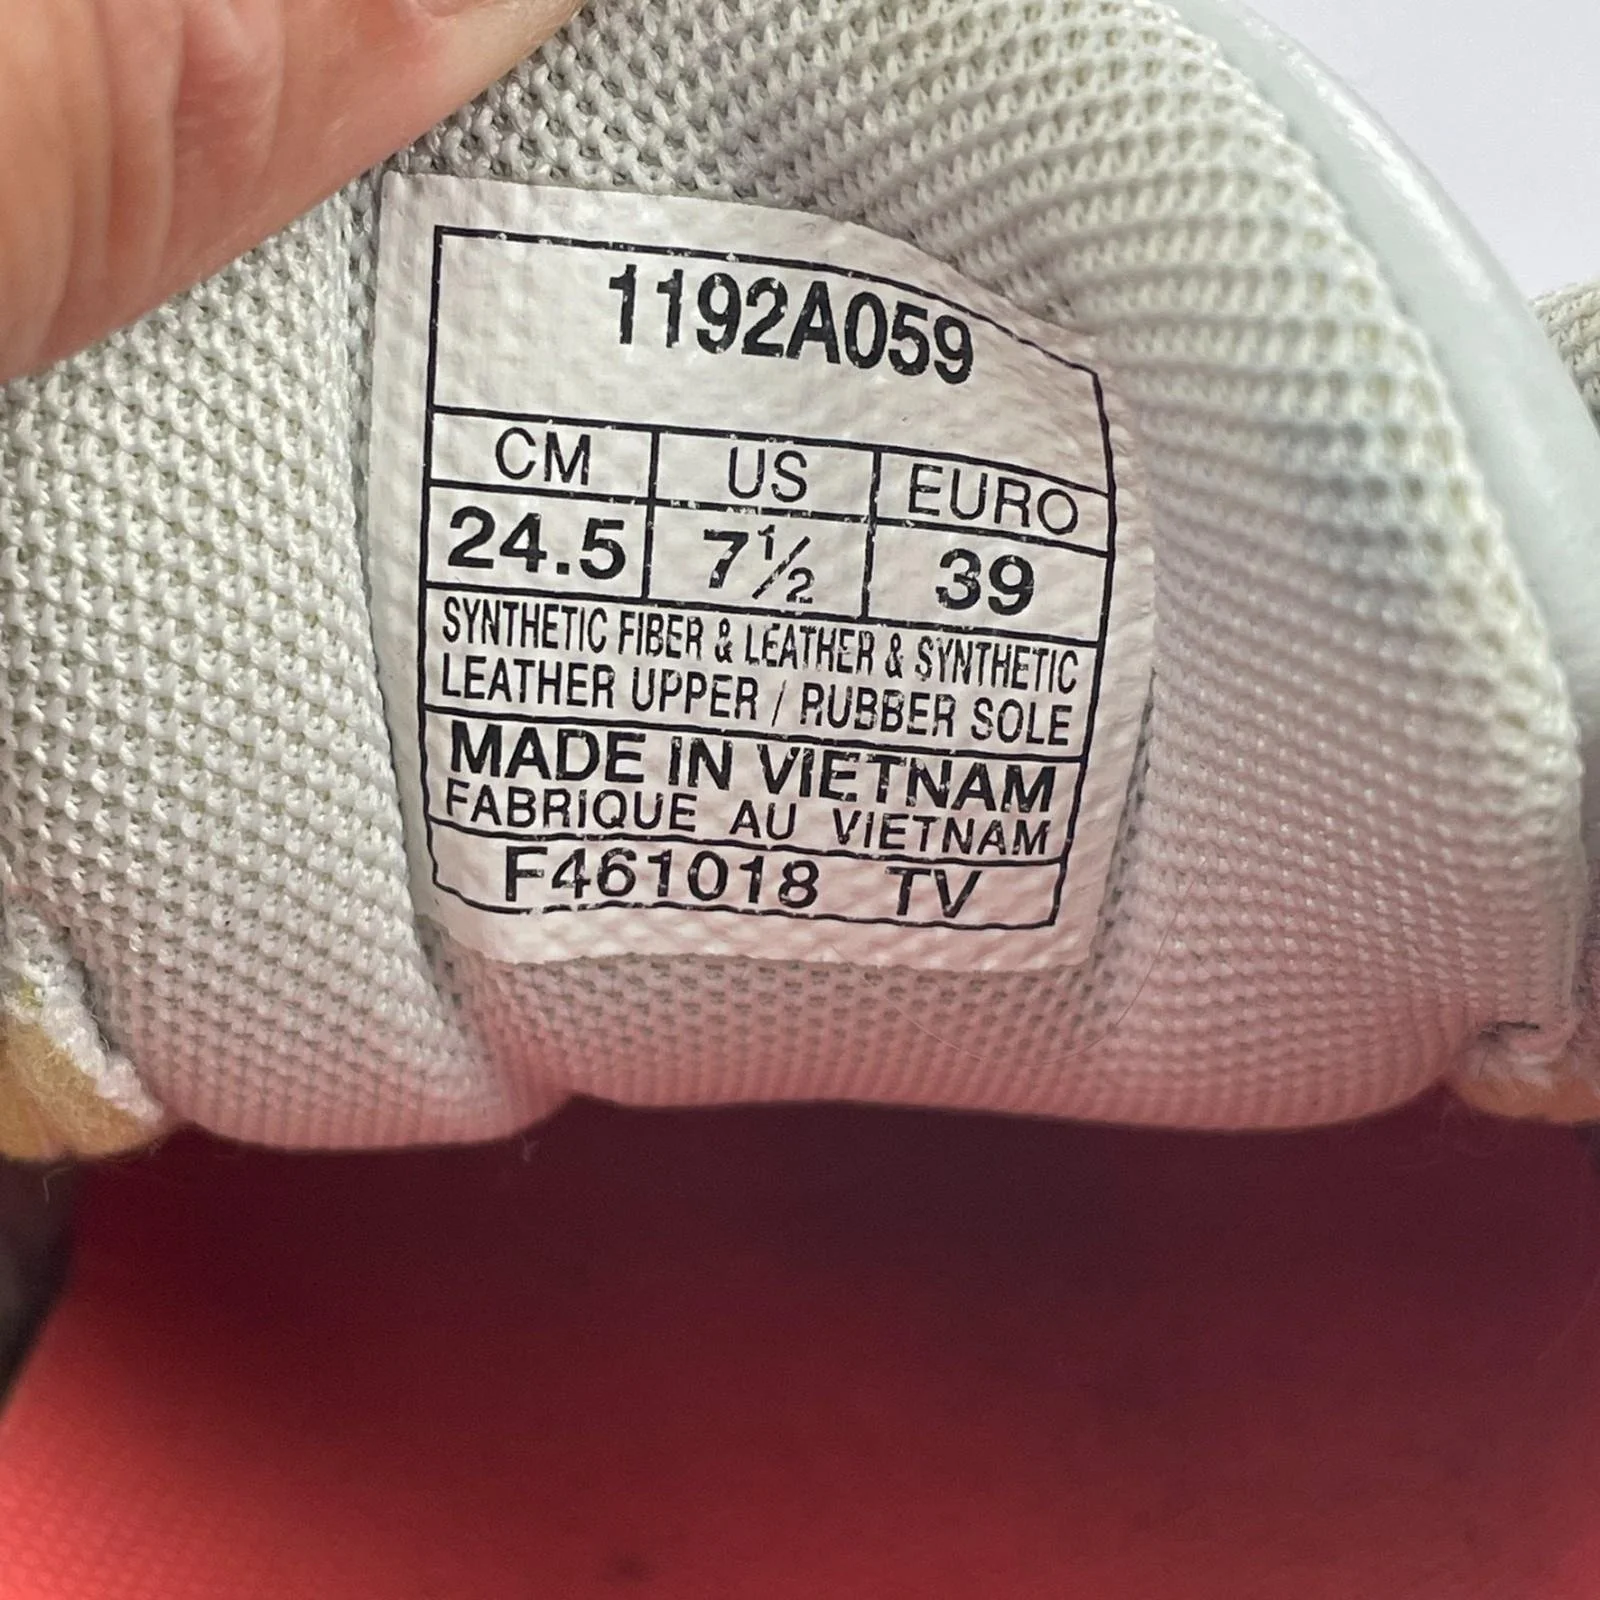 1192A059
CM US EURO
24.5 7½ 39
SYNTHETIC FIBER & LEATHER & SYNTHETIC
LEATHER UPPER / RUBBER SOLE
MADE IN VIETNAM
FABRIQUE AU VIETNAM
F461018 TV